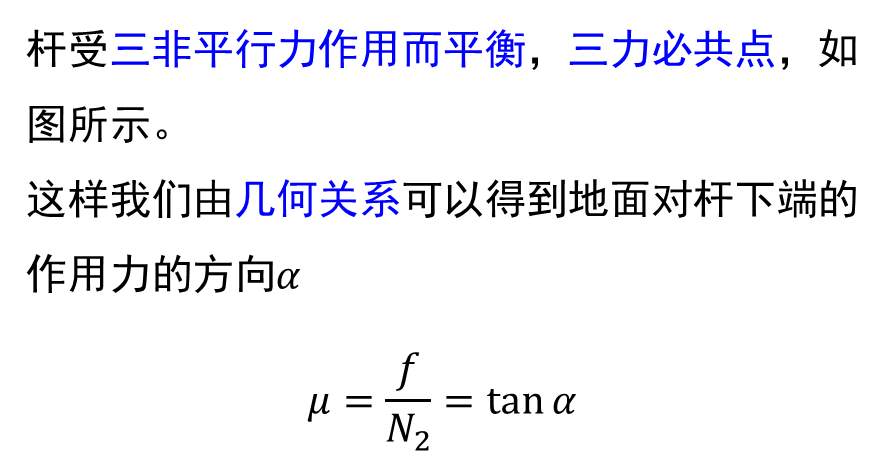 杆受三非平行力作用而平衡，三力必共点，如
图所示。
这样我们由几何关系可以得到地面对杆下端的
作用力的方向α
μ = f/N₂ = tan α